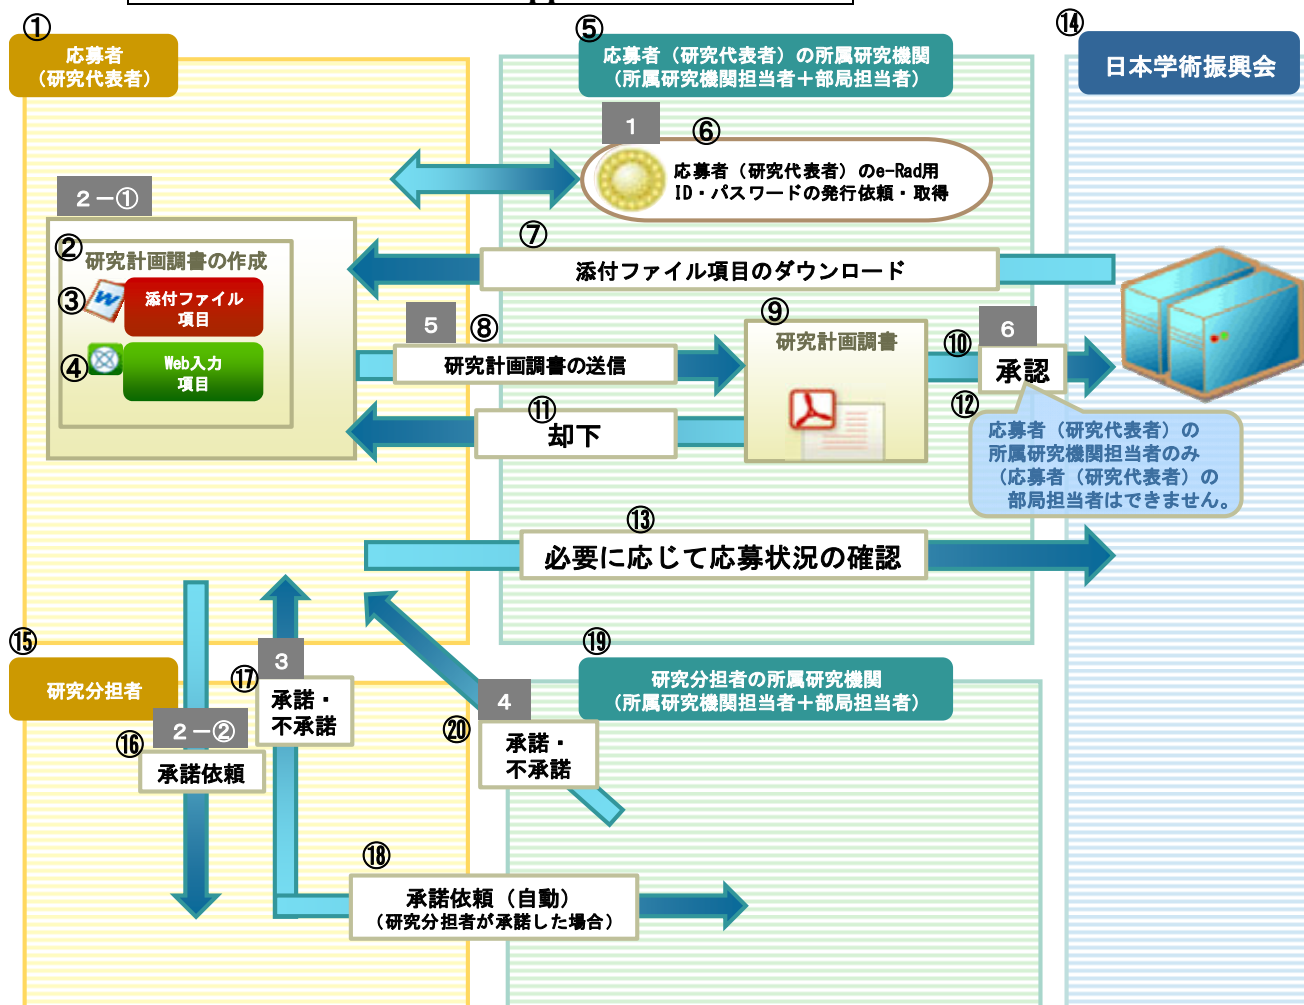 ①
応募者
(研究代表者)
⑤
応募者(研究代表者)の所属研究機関
(所属研究機関担当者+部局担当者)
⑭
日本学術振興会
1
⑥
応募者(研究代表者)のe-Rad用
ID・パスワードの発行依頼・取得
2-①
②
研究計画調書の作成
③
W
添付ファイル
項目
④
Web入力
項目
⑦
添付ファイル項目のダウンロード
5
⑧
研究計画調書の送信
⑨
研究計画調書
⑩
6
承認
⑪
却下
⑫
応募者(研究代表者)の
所属研究機関担当者のみ
(応募者(研究代表者)の
部局担当者はできません。
⑬
必要に応じて応募状況の確認
⑮
研究分担者
2-②
⑯
承諾依頼
3
⑰
承諾・
不承諾
⑲
研究分担者の所属研究機関
(所属研究機関担当者+部局担当者)
4
⑳
承諾・
不承諾
⑱
承諾依頼(自動)
(研究分担者が承諾した場合)